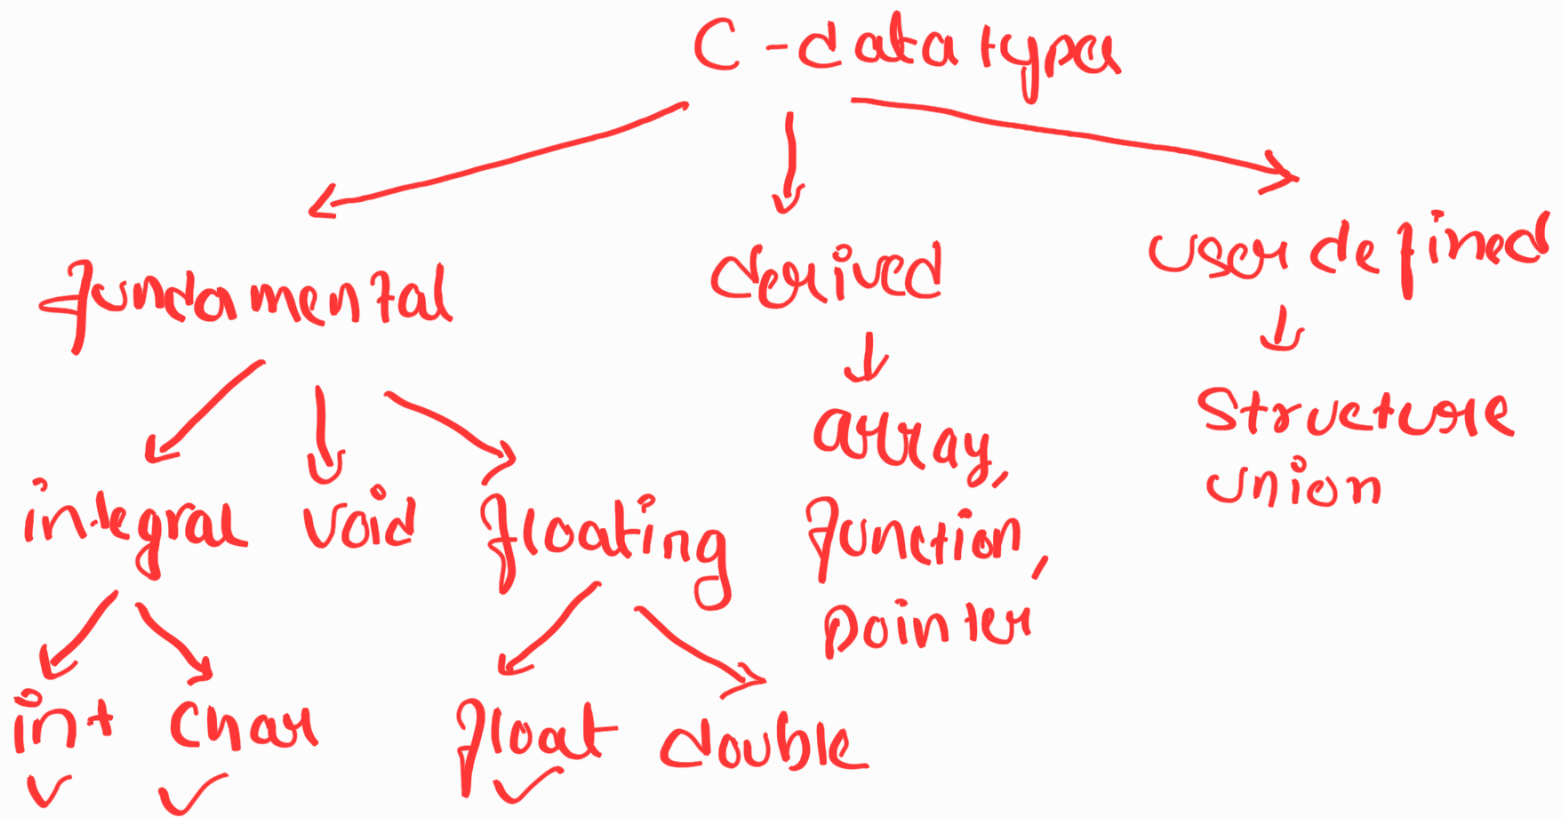 C - data types
fundamental derived user defined
integral void floating
array,
function,
pointer
structure
union
int char float double